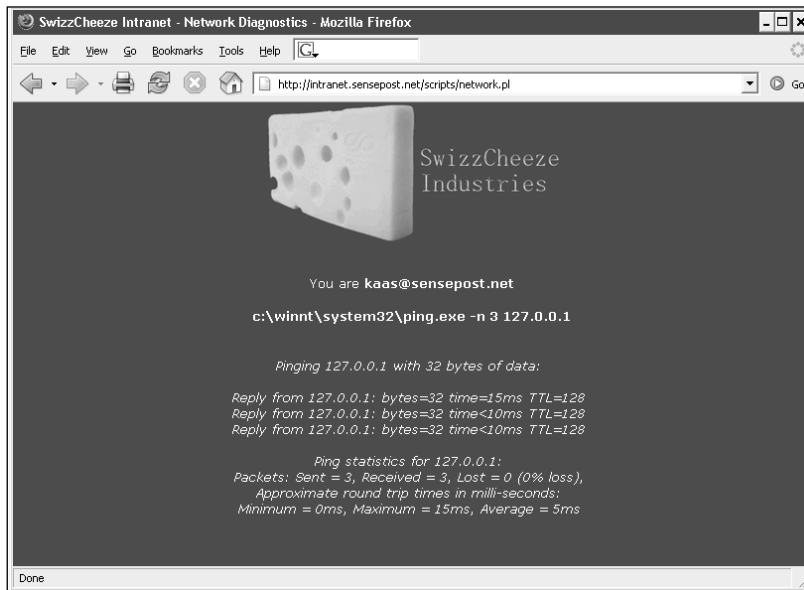 SwizzCheeze Intranet - Network Diagnostics - Mozilla Firefox
File Edit View Go Bookmarks Tools Help G
http://intranet.sensepost.net/scripts/network.pl Go
SwizzCheeze
Industries
You are kaas@sensepost.net
c:\winnt\system32\ping.exe -n 3 127.0.0.1
Pinging 127.0.0.1 with 32 bytes of data:
Reply from 127.0.0.1: bytes=32 time=15ms TTL=128
Reply from 127.0.0.1: bytes=32 time<10ms TTL=128
Reply from 127.0.0.1: bytes=32 time<10ms TTL=128
Ping statistics for 127.0.0.1:
Packets: Sent = 3, Received = 3, Lost = 0 (0% loss),
Approximate round trip times in milli-seconds:
Minimum = 0ms, Maximum = 15ms, Average = 5ms
Done